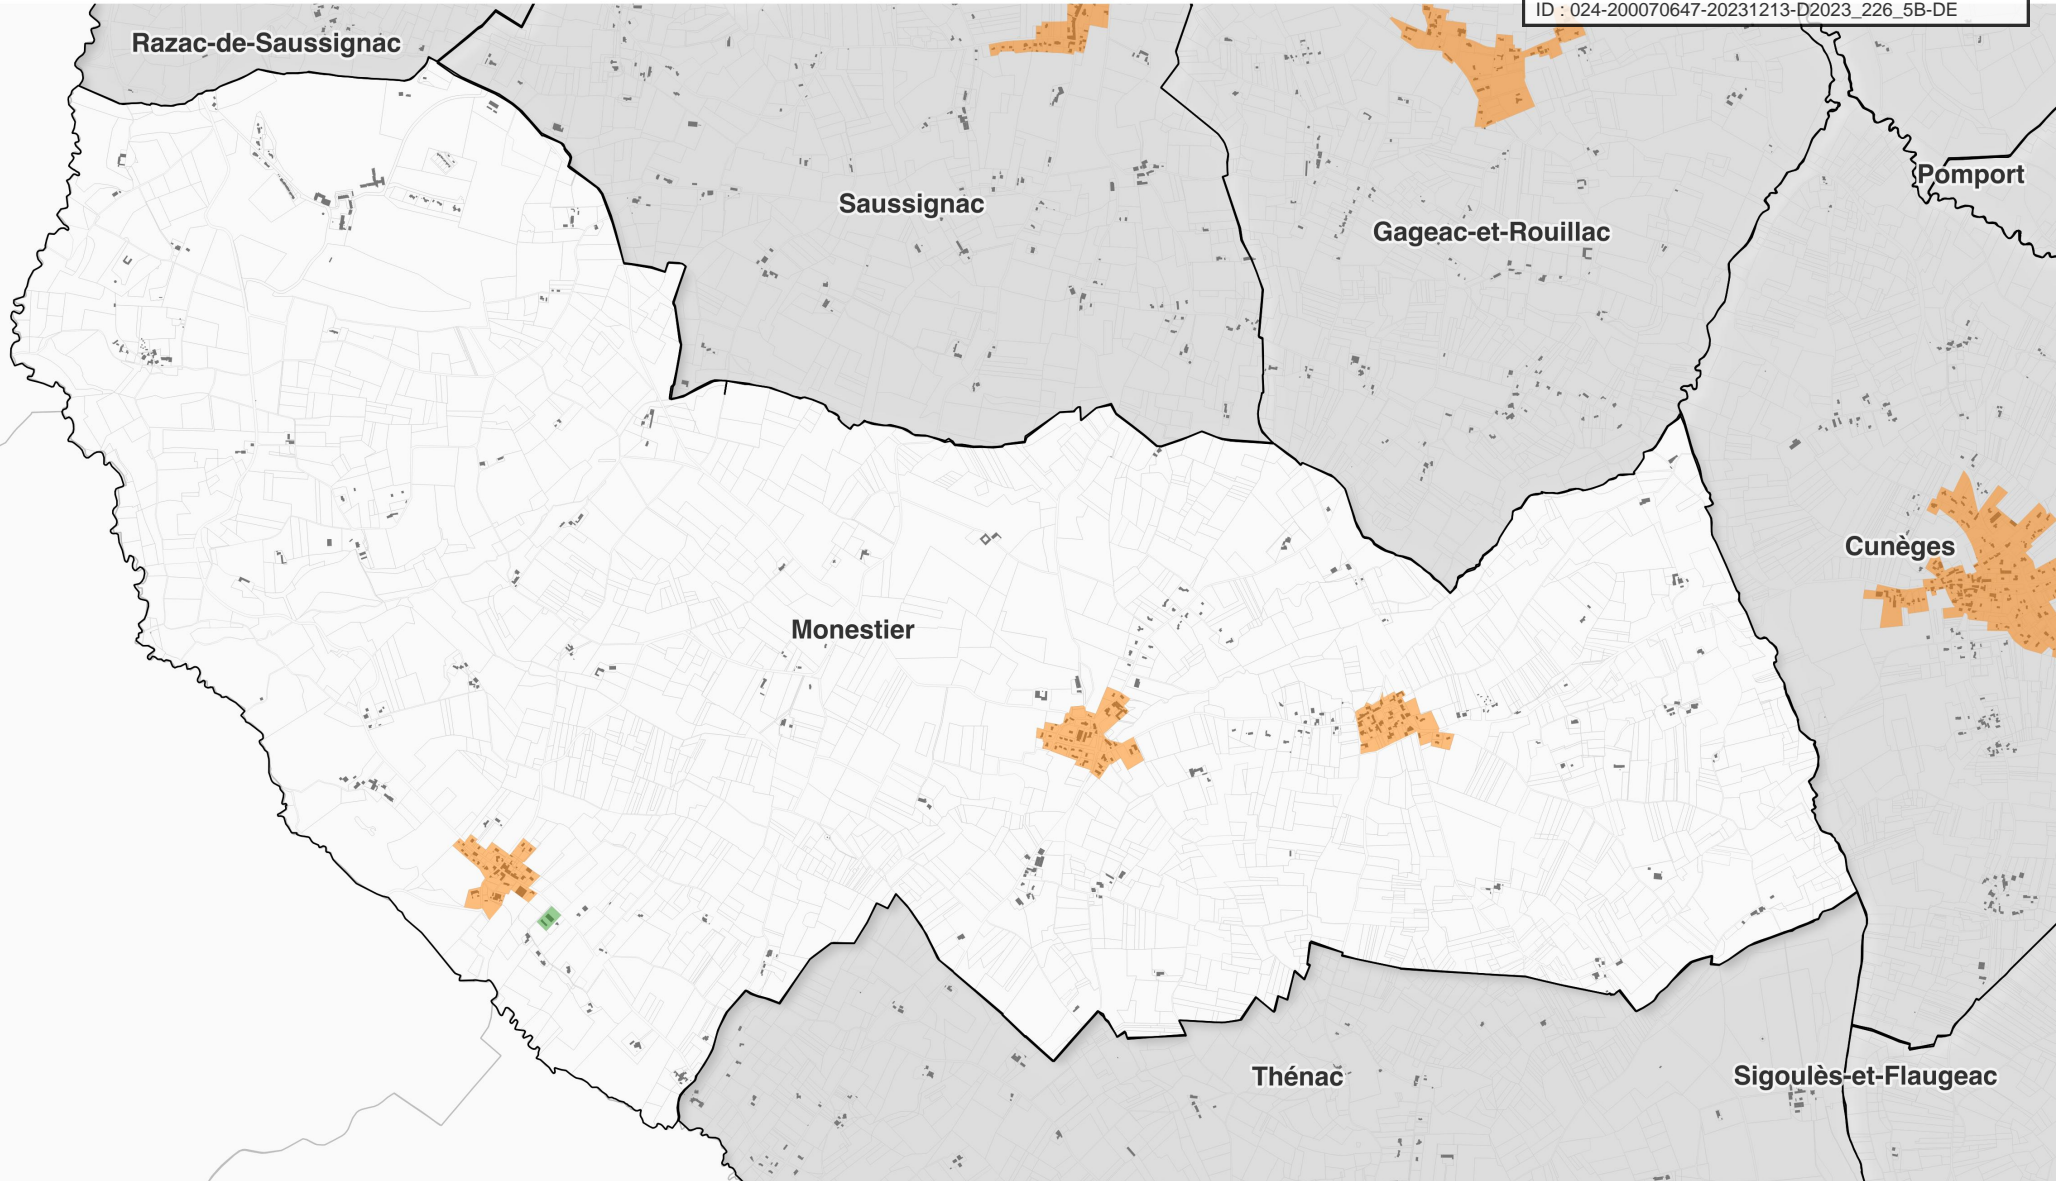 ID : 024-200070647-20231213-D2023_226_5B-DE
Razac-de-Saussignac
Pomport
Saussignac
Gageac-et-Rouillac
Cunèges
Monestier
Thénac
Sigoulès-et-Flaugeac